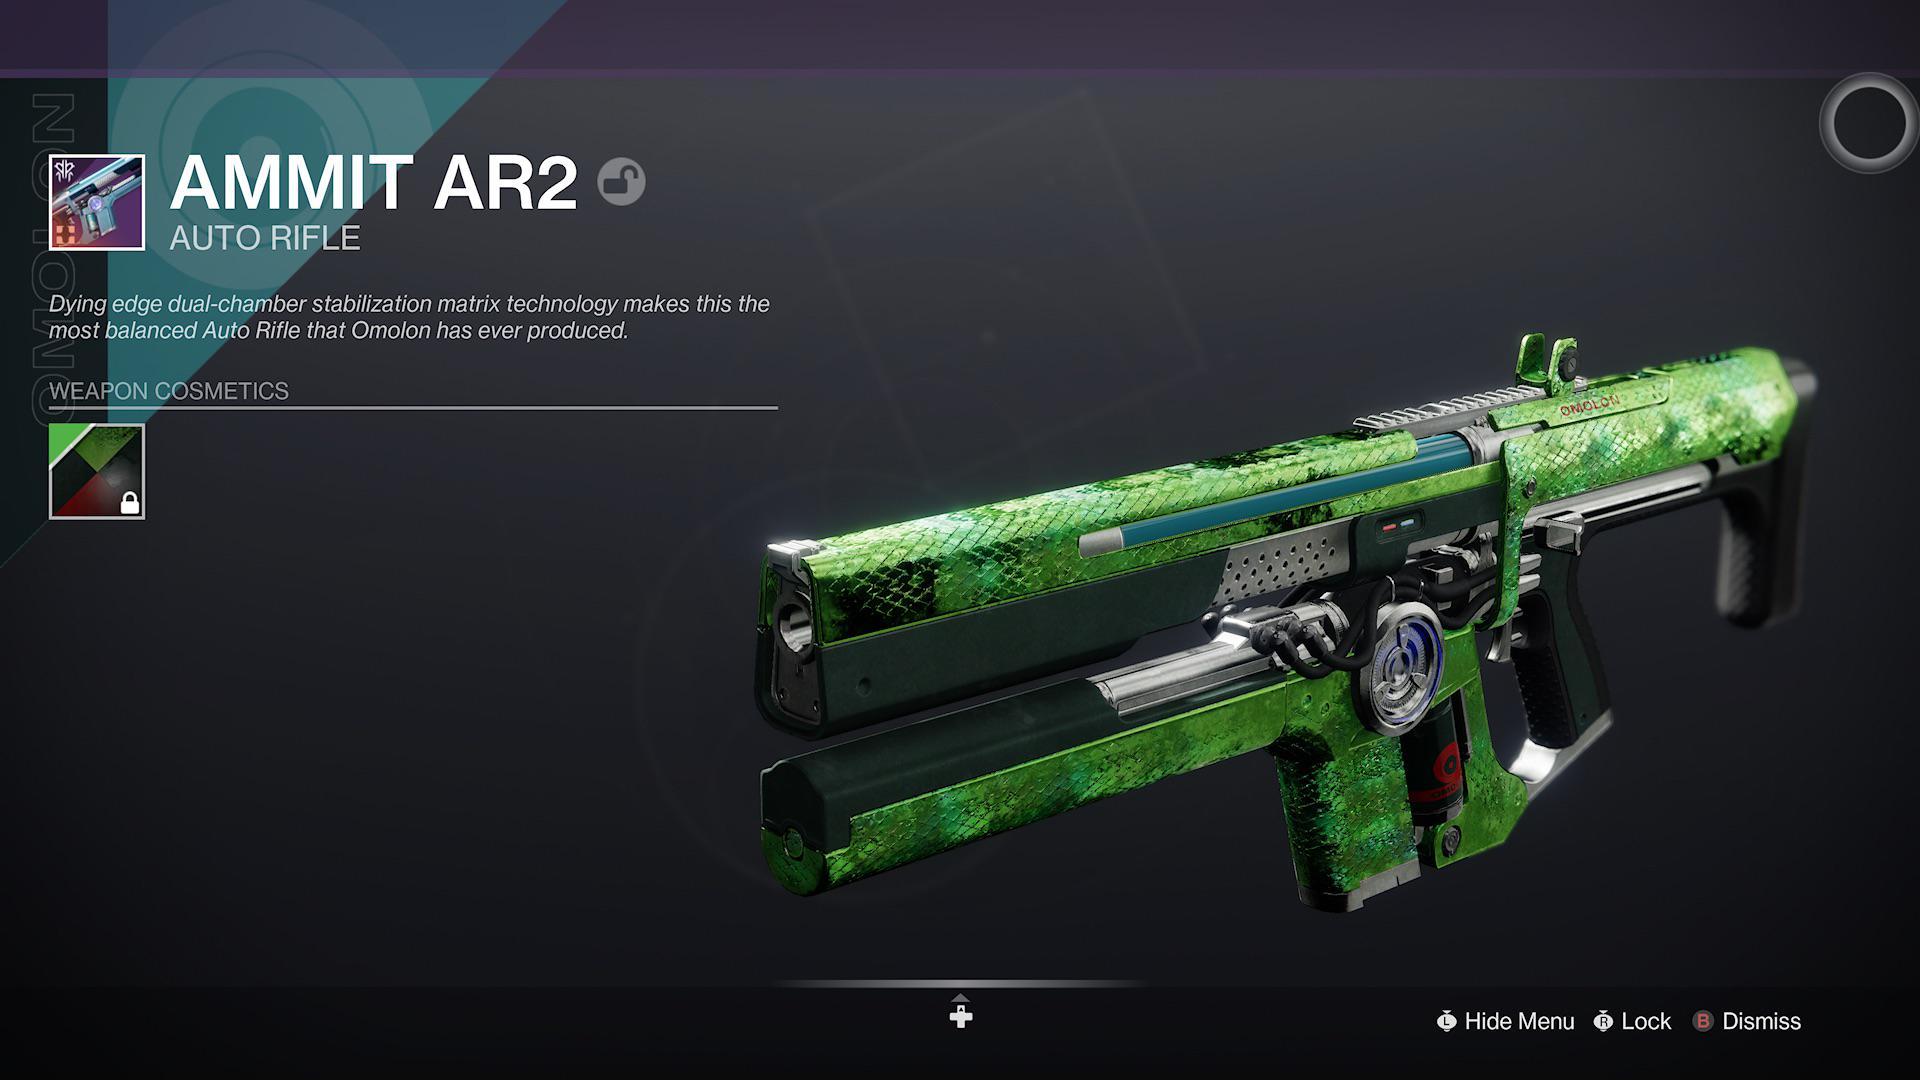 OMOLON
AMMIT AR2
AUTO RIFLE
Dying edge dual-chamber stabilization matrix technology makes this the
most balanced Auto Rifle that Omolon has ever produced.
WEAPON COSMETICS
OMOLON
L Hide Menu
R Lock
B Dismiss